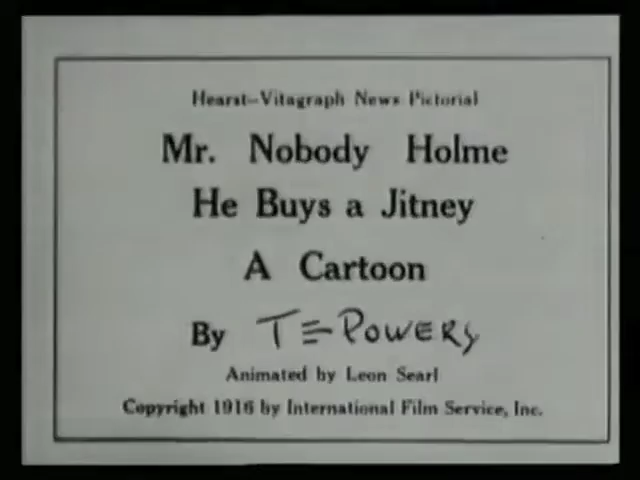 Hearst-Vitagraph News Pictorial
Mr. Nobody Holme
He Buys a Jitney
A Cartoon
By TE Powers
Animated by Leon Searl
Copyright 1916 by International Film Service, Inc.